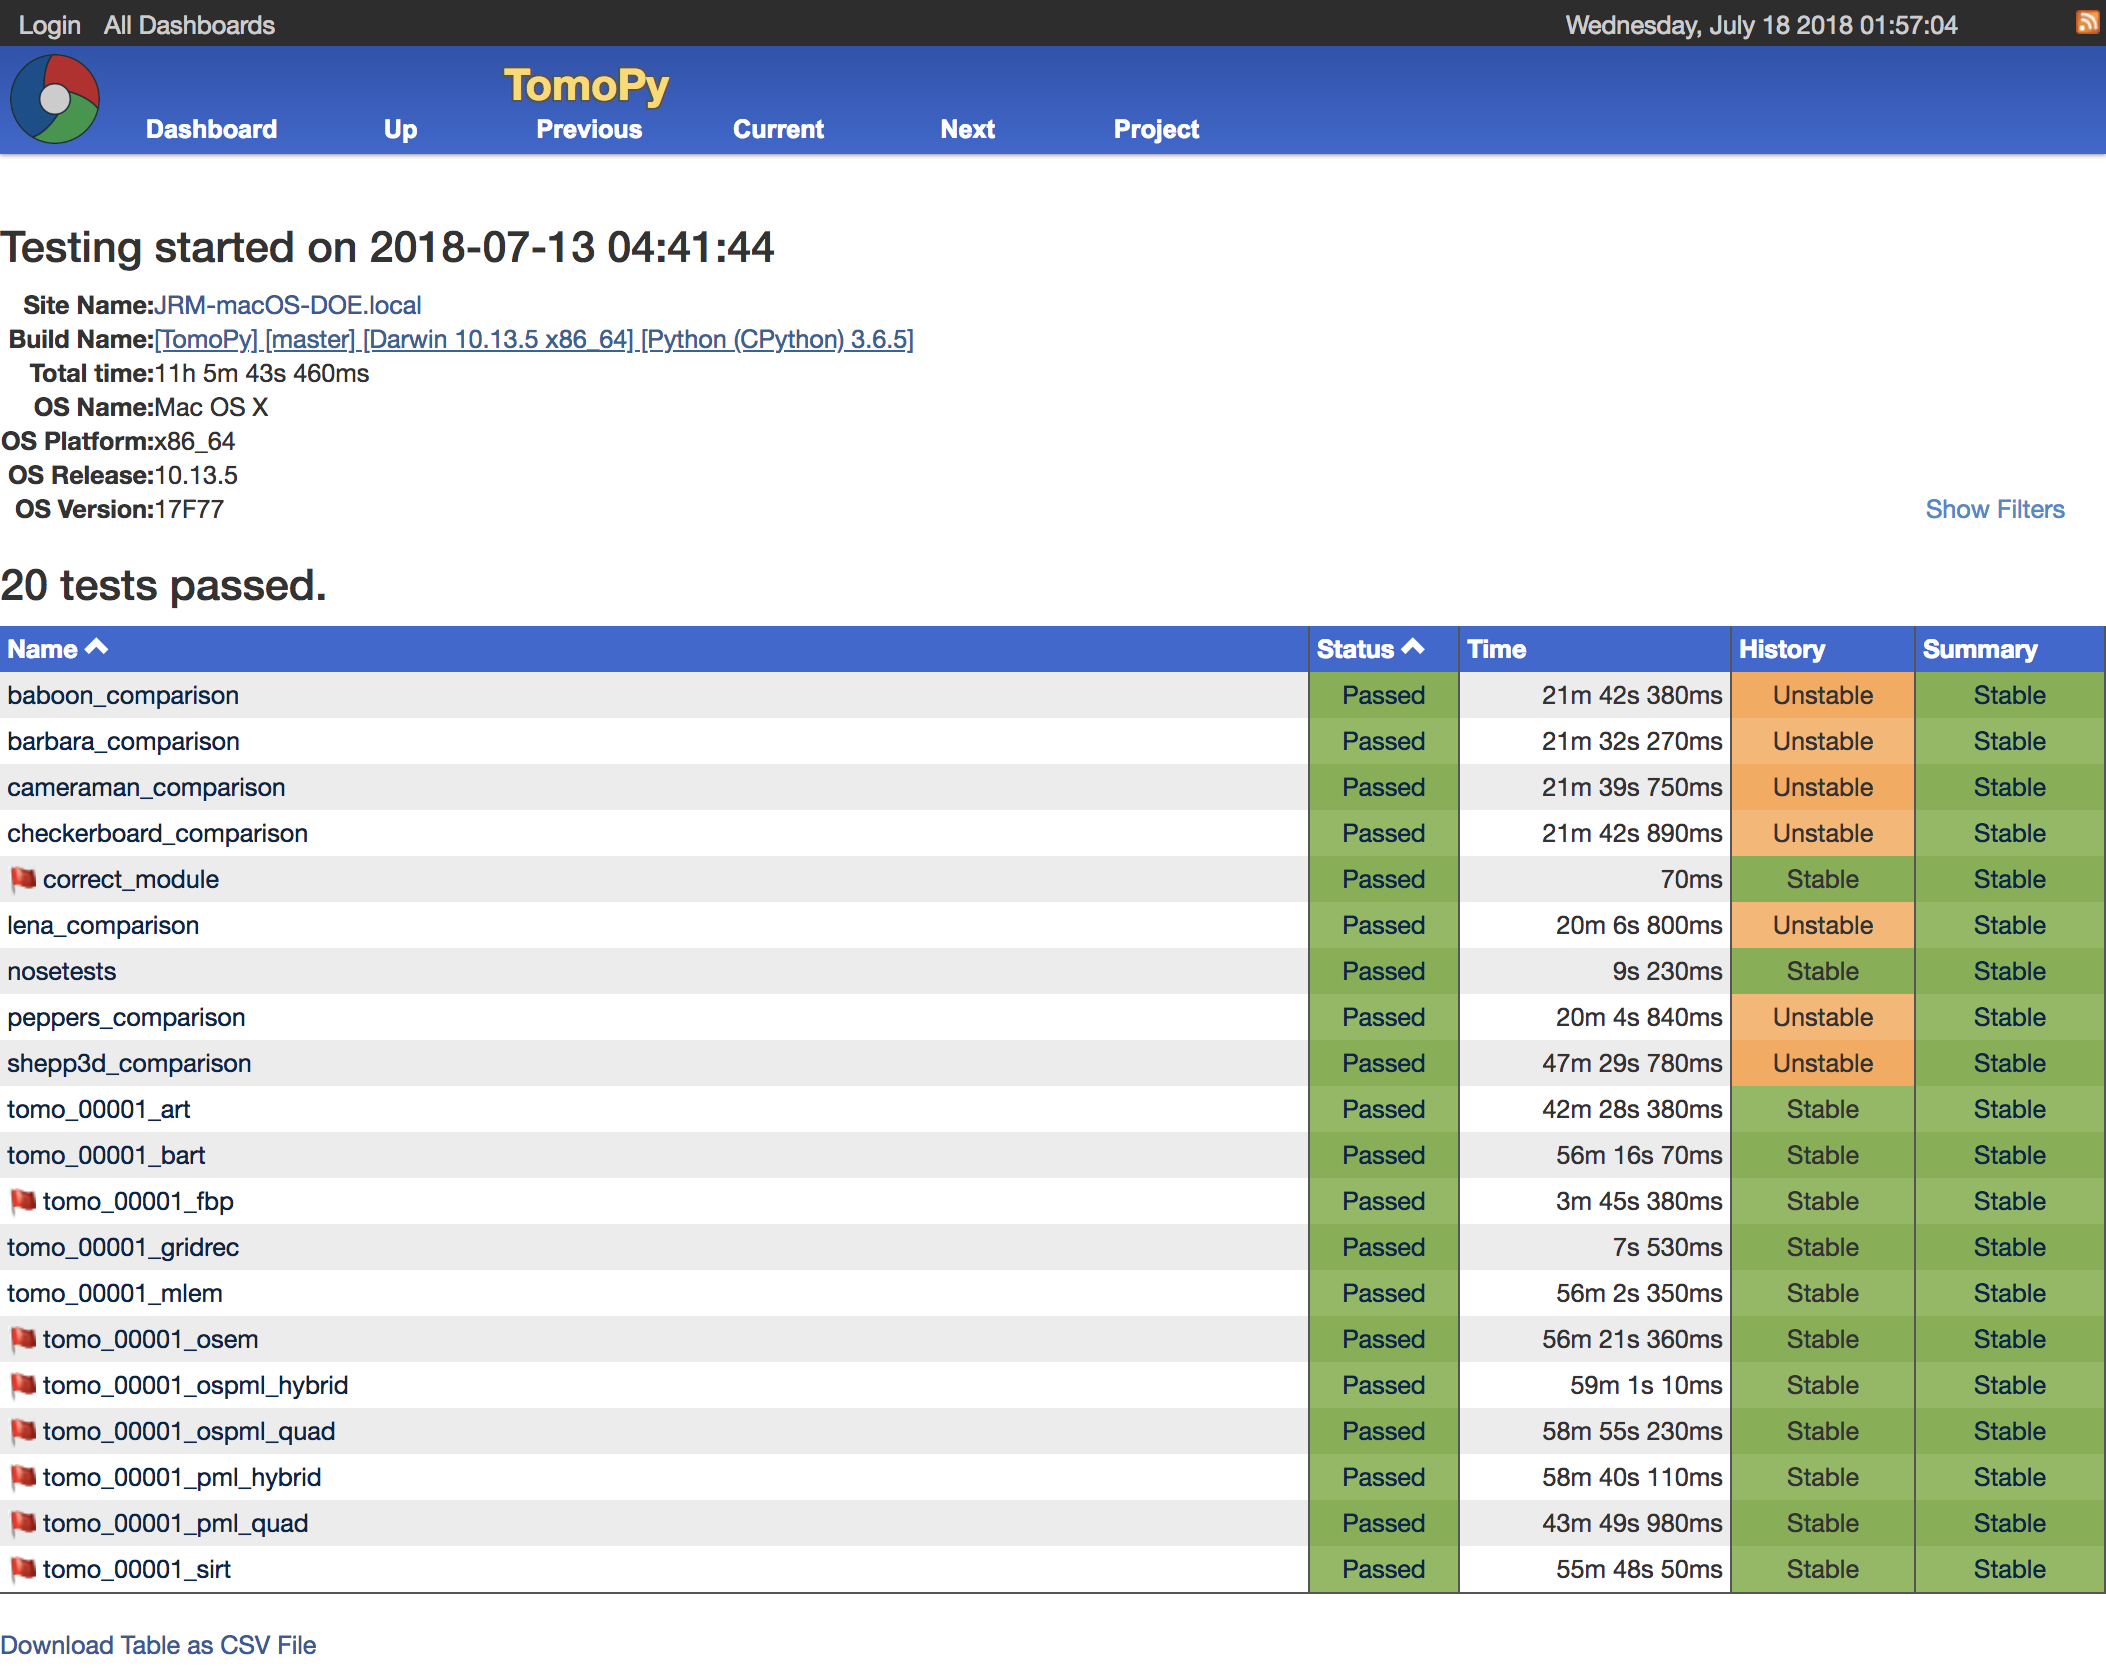 Login All Dashboards Wednesday, July 18 2018 01:57:04
TomoPy
Dashboard Up Previous Current Next Project
Testing started on 2018-07-13 04:41:44
Site Name:JRM-macOS-DOE.local
Build Name:[TomoPy] [master] [Darwin 10.13.5 x86_64] [Python (CPython) 3.6.5]
Total time:11h 5m 43s 460ms
OS Name:Mac OS X
OS Platform:x86_64
OS Release:10.13.5
OS Version:17F77 Show Filters
20 tests passed.
Name Status Time History Summary
baboon_comparison Passed 21m 42s 380ms Unstable Stable
barbara_comparison Passed 21m 32s 270ms Unstable Stable
cameraman_comparison Passed 21m 39s 750ms Unstable Stable
checkerboard_comparison Passed 21m 42s 890ms Unstable Stable
correct_module Passed 70ms Stable Stable
lena_comparison Passed 20m 6s 800ms Unstable Stable
nosetests Passed 9s 230ms Stable Stable
peppers_comparison Passed 20m 4s 840ms Unstable Stable
shepp3d_comparison Passed 47m 29s 780ms Unstable Stable
tomo_00001_art Passed 42m 28s 380ms Stable Stable
tomo_00001_bart Passed 56m 16s 70ms Stable Stable
tomo_00001_fbp Passed 3m 45s 380ms Stable Stable
tomo_00001_gridrec Passed 7s 530ms Stable Stable
tomo_00001_mlem Passed 56m 2s 350ms Stable Stable
tomo_00001_osem Passed 56m 21s 360ms Stable Stable
tomo_00001_ospml_hybrid Passed 59m 1s 10ms Stable Stable
tomo_00001_ospml_quad Passed 58m 55s 230ms Stable Stable
tomo_00001_pml_hybrid Passed 58m 40s 110ms Stable Stable
tomo_00001_pml_quad Passed 43m 49s 980ms Stable Stable
tomo_00001_sirt Passed 55m 48s 50ms Stable Stable
Download Table as CSV File